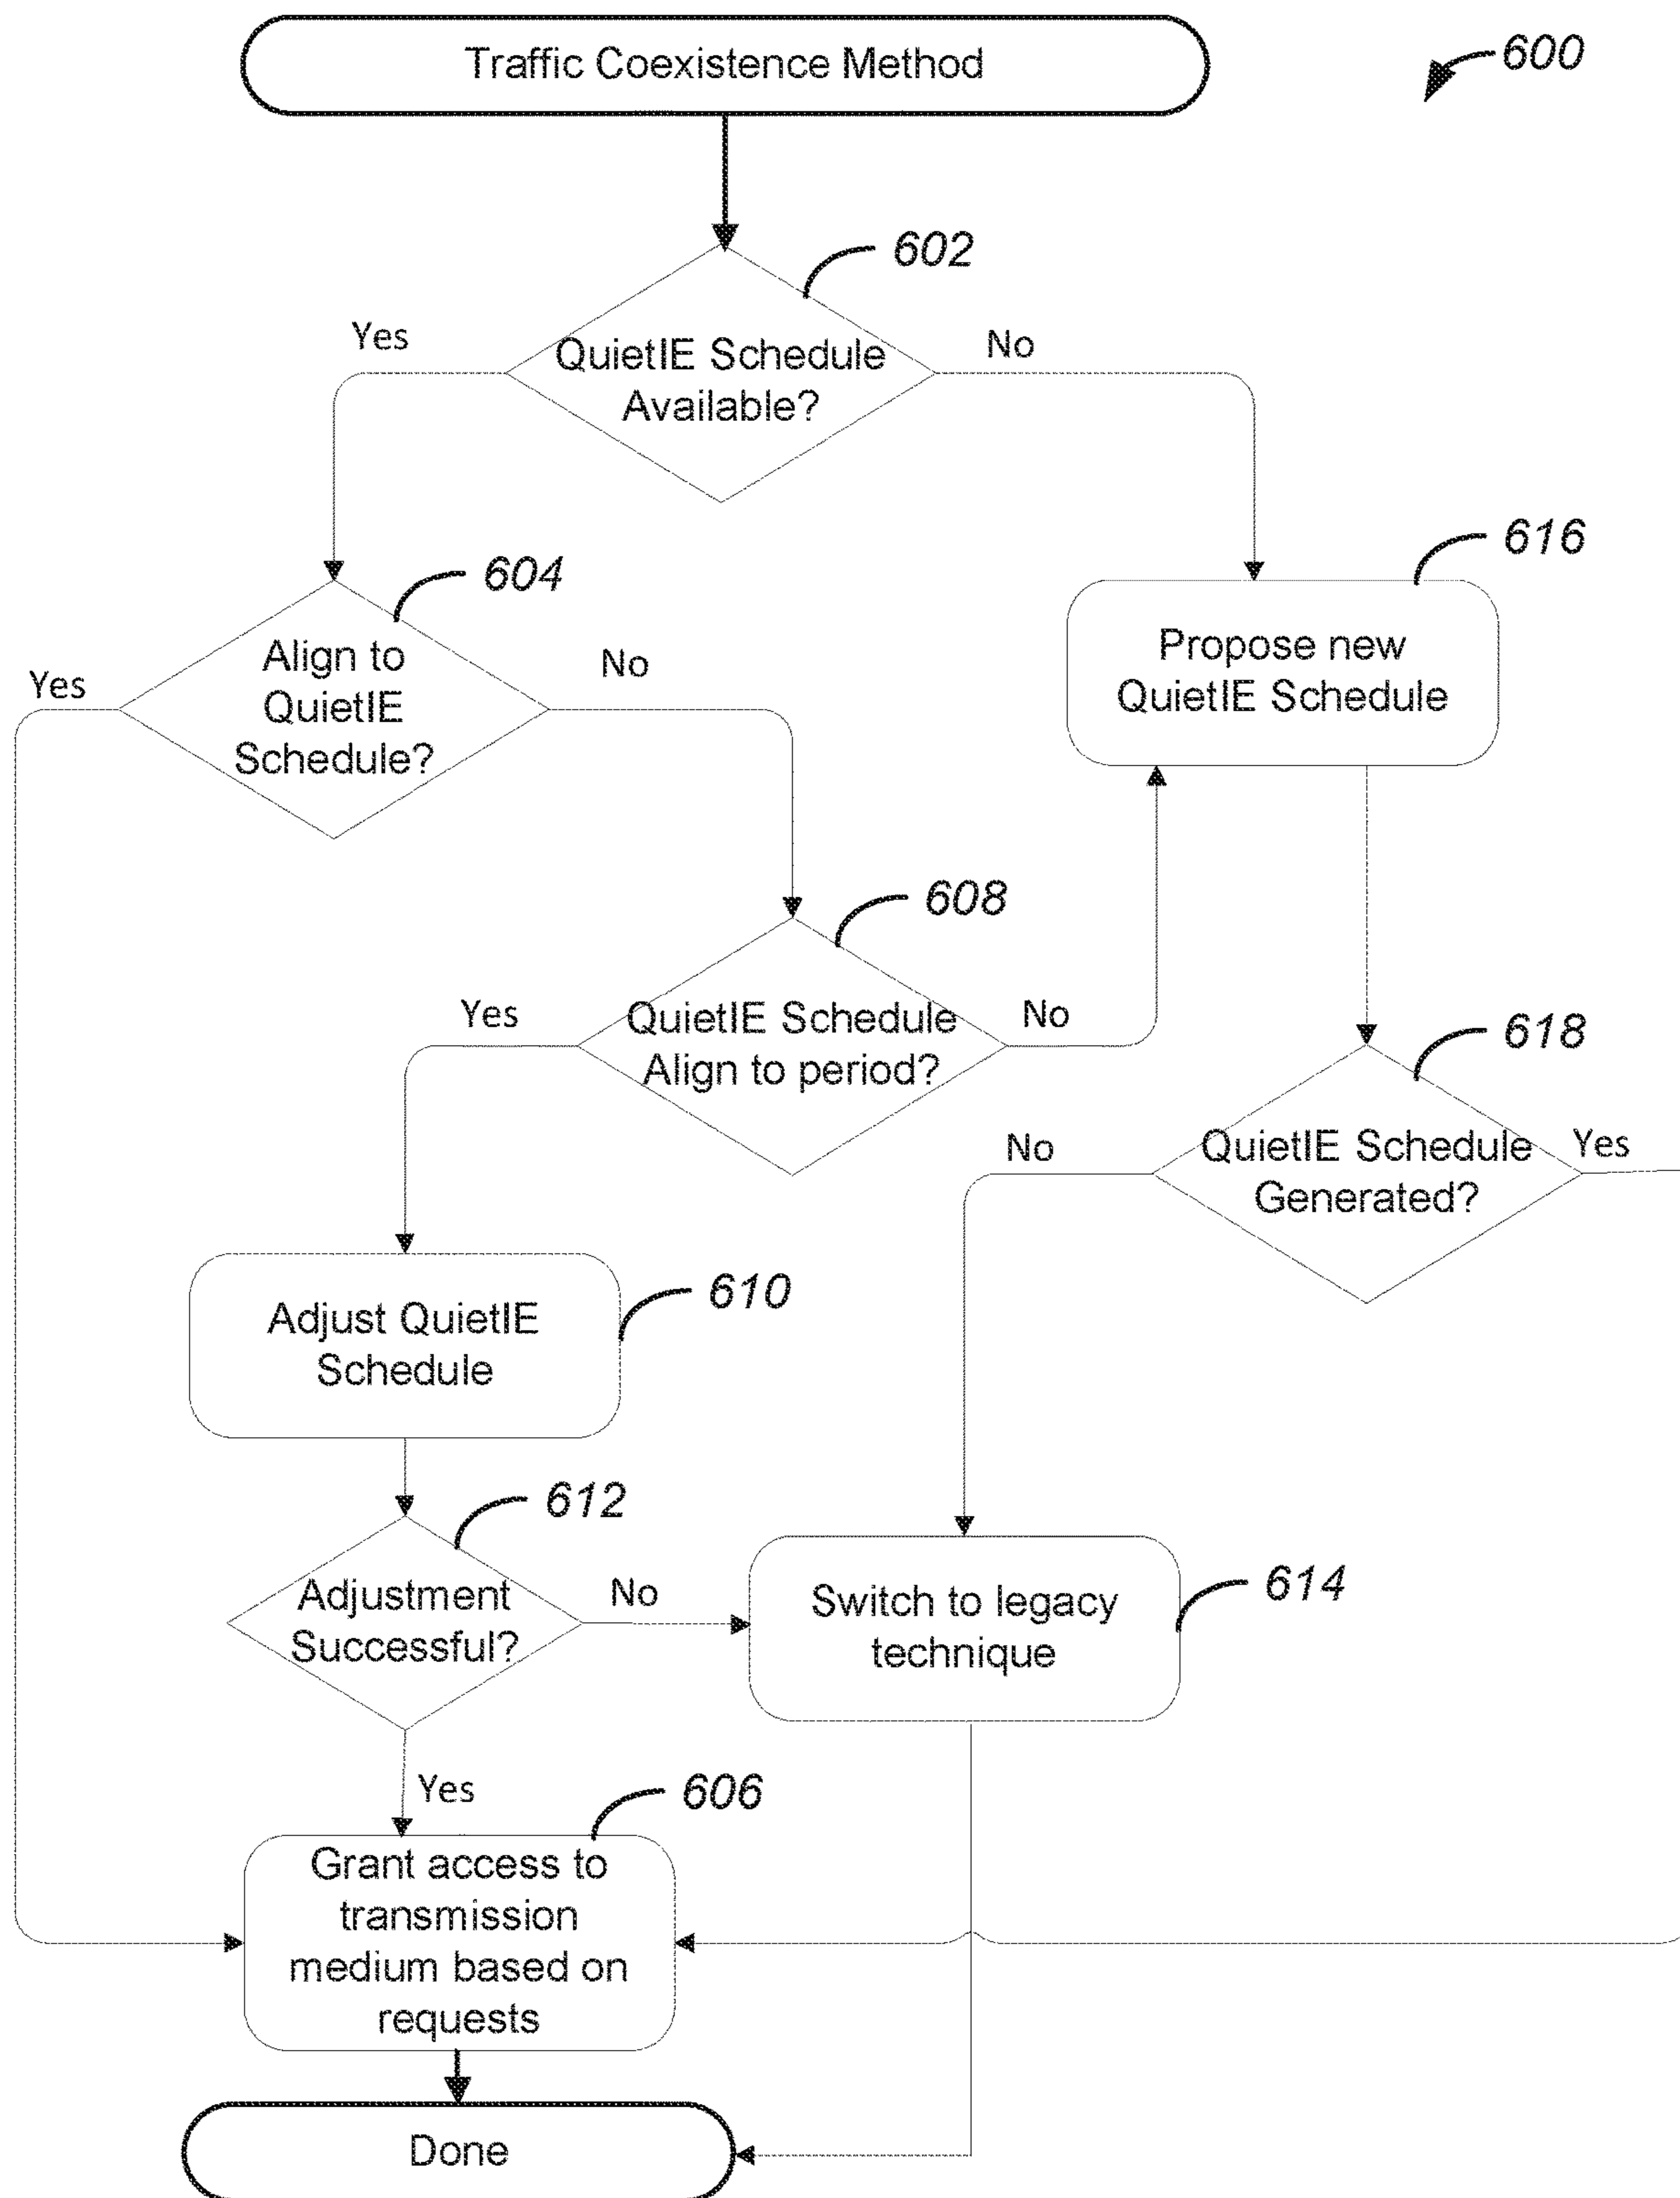 Traffic Coexistence Method
600
602
Yes
No
QuietIE Schedule
Available?
604
616
Yes
Align to
QuietIE
Schedule?
No
Propose new
QuietIE Schedule
608
Yes
QuietIE Schedule
Align to period?
No
618
No
QuietIE Schedule
Generated?
Yes
610
Adjust QuietIE
Schedule
612
Adjustment
Successful?
No
614
Switch to legacy
technique
Yes
606
Grant access to
transmission
medium based on
requests
Done